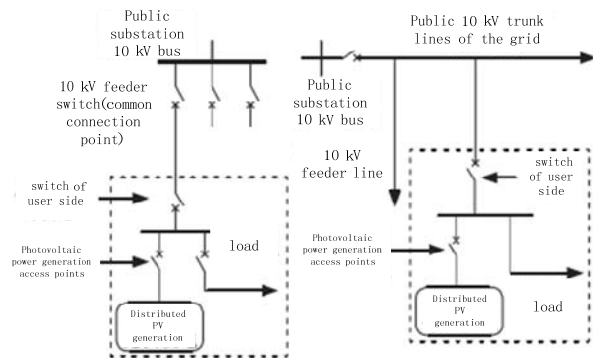 Public
substation
10 kV bus
10 kV feeder
switch(common
connection
point)
switch of
user side
Photovoltaic
power generation
access points
load
Distributed
PV
generation
Public 10 kV trunk
lines of the grid
Public
substation
10 kV bus
10 kV
feeder line
switch
of user
side
Photovoltaic
power generation
access points
load
Distributed
PV
generation